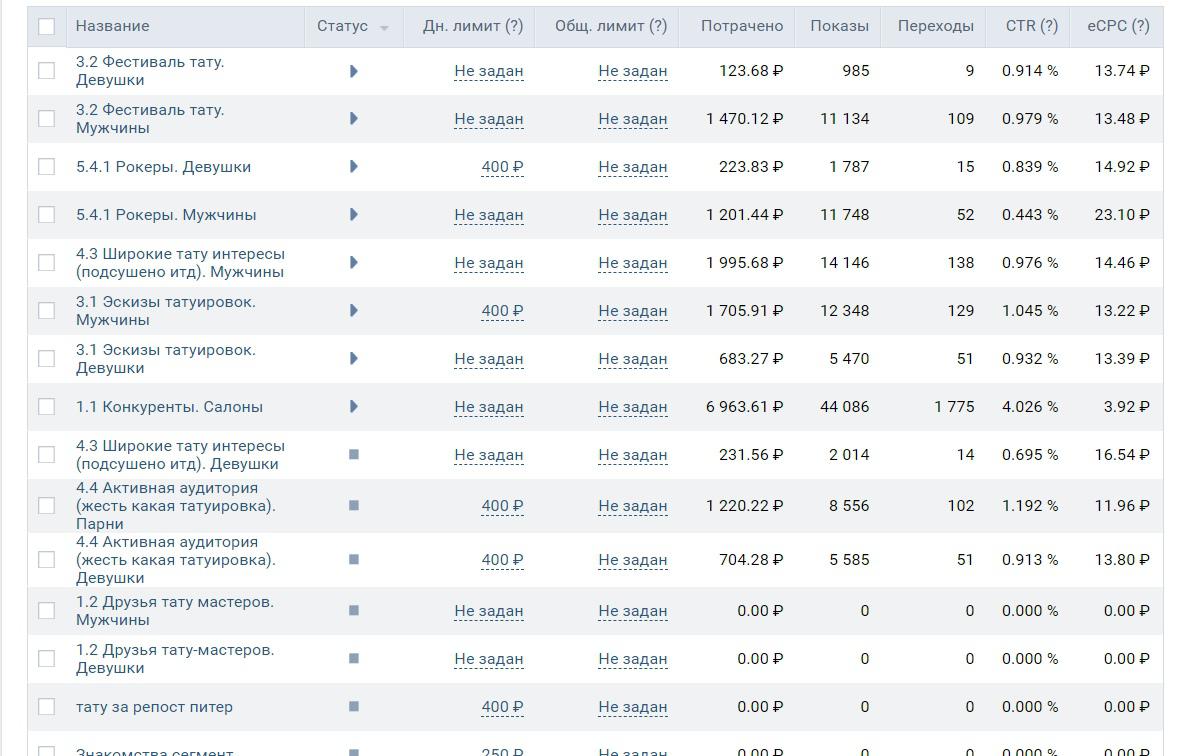 Название Статус Дн. лимит (?) Общ. лимит (?) Потрачено Показы Переходы CTR (?) eCPC (?)
3.2 Фестиваль тату.
Девушки Не задан Не задан 123.68 ₽ 985 9 0.914 % 13.74 ₽
3.2 Фестиваль тату.
Мужчины Не задан Не задан 1 470.12 ₽ 11 134 109 0.979 % 13.48 ₽
5.4.1 Рокеры. Девушки 400 ₽ Не задан 223.83 ₽ 1 787 15 0.839 % 14.92 ₽
5.4.1 Рокеры. Мужчины Не задан Не задан 1 201.44 ₽ 11 748 52 0.443 % 23.10 ₽
4.3 Широкие тату интересы
(подсушено итд). Мужчины Не задан Не задан 1 995.68 ₽ 14 146 138 0.976 % 14.46 ₽
3.1 Эскизы татуировок.
Мужчины 400 ₽ Не задан 1 705.91 ₽ 12 348 129 1.045 % 13.22 ₽
3.1 Эскизы татуировок.
Девушки Не задан Не задан 683.27 ₽ 5 470 51 0.932 % 13.39 ₽
1.1 Конкуренты. Салоны Не задан Не задан 6 963.61 ₽ 44 086 1 775 4.026 % 3.92 ₽
4.3 Широкие тату интересы
(подсушено итд). Девушки Не задан Не задан 231.56 ₽ 2 014 14 0.695 % 16.54 ₽
4.4 Активная аудитория
(жесть какая татуировка). 400 ₽ Не задан 1 220.22 ₽ 8 556 102 1.192 % 11.96 ₽
Парни
4.4 Активная аудитория
(жесть какая татуировка). 400 ₽ Не задан 704.28 ₽ 5 585 51 0.913 % 13.80 ₽
Девушки
1.2 Друзья тату мастеров.
Мужчины Не задан Не задан 0.00 ₽ 0 0 0.000 % 0.00 ₽
1.2 Друзья тату-мастеров.
Девушки Не задан Не задан 0.00 ₽ 0 0 0.000 % 0.00 ₽
тату за репост питер 400 ₽ Не задан 0.00 ₽ 0 0 0.000 % 0.00 ₽
Знакомства сегмент 250 ₽ Не задан 0.00 ₽ 0 0 0.000 % 0.00 ₽